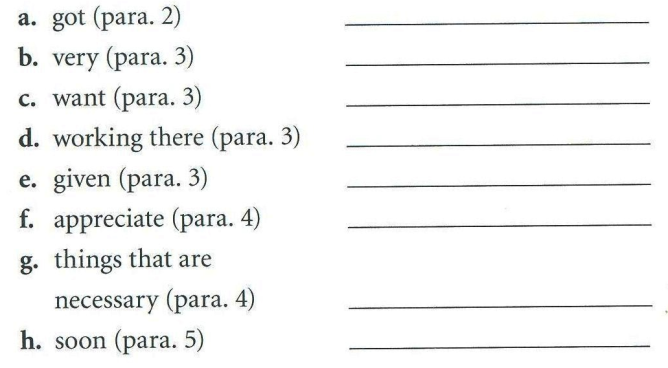 a. got (para. 2)
b. very (para. 3)
c. want (para. 3)
d. working there (para. 3)
e. given (para. 3)
f. appreciate (para. 4)
g. things that are
necessary (para. 4)
h. soon (para. 5)